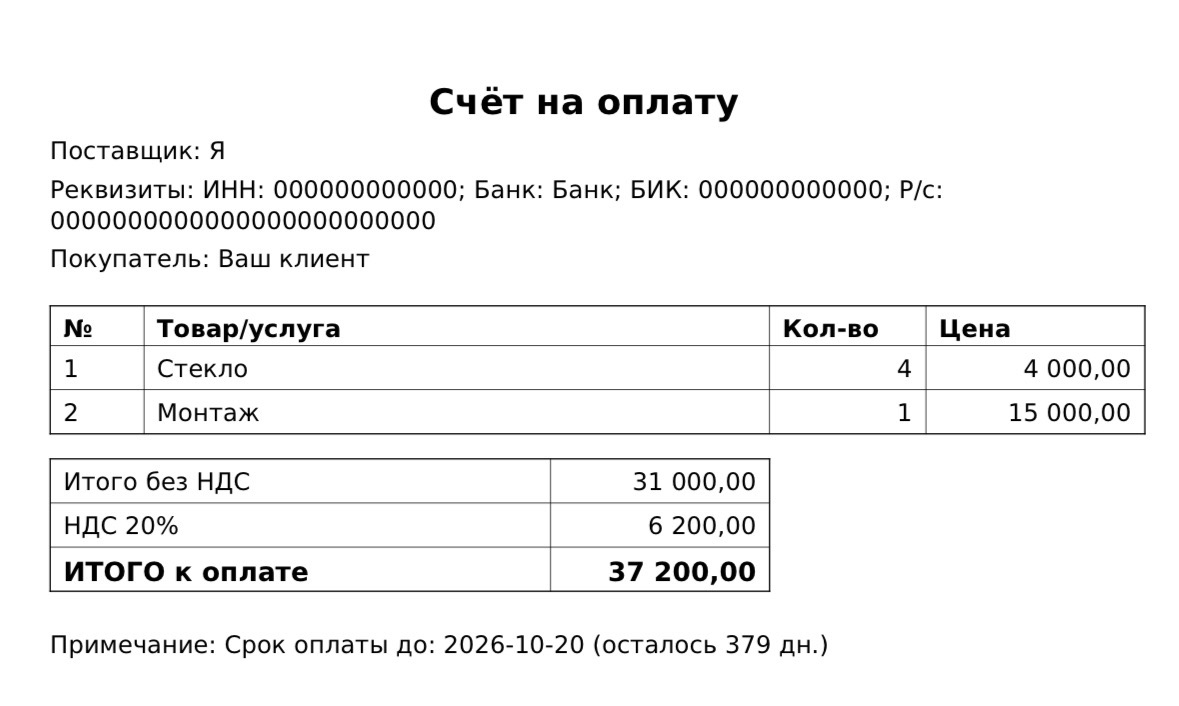 Счёт на оплату
Поставщик: Я
Реквизиты: ИНН: 000000000000; Банк: Банк; БИК: 000000000000; Р/с:
0000000000000000000000000
Покупатель: Ваш клиент
№ Товар/услуга Кол-во Цена
1 Стекло 4 4 000,00
2 Монтаж 1 15 000,00
Итого без НДС 31 000,00
НДС 20% 6 200,00
ИТОГО к оплате 37 200,00
Примечание: Срок оплаты до: 2026-10-20 (осталось 379 дн.)